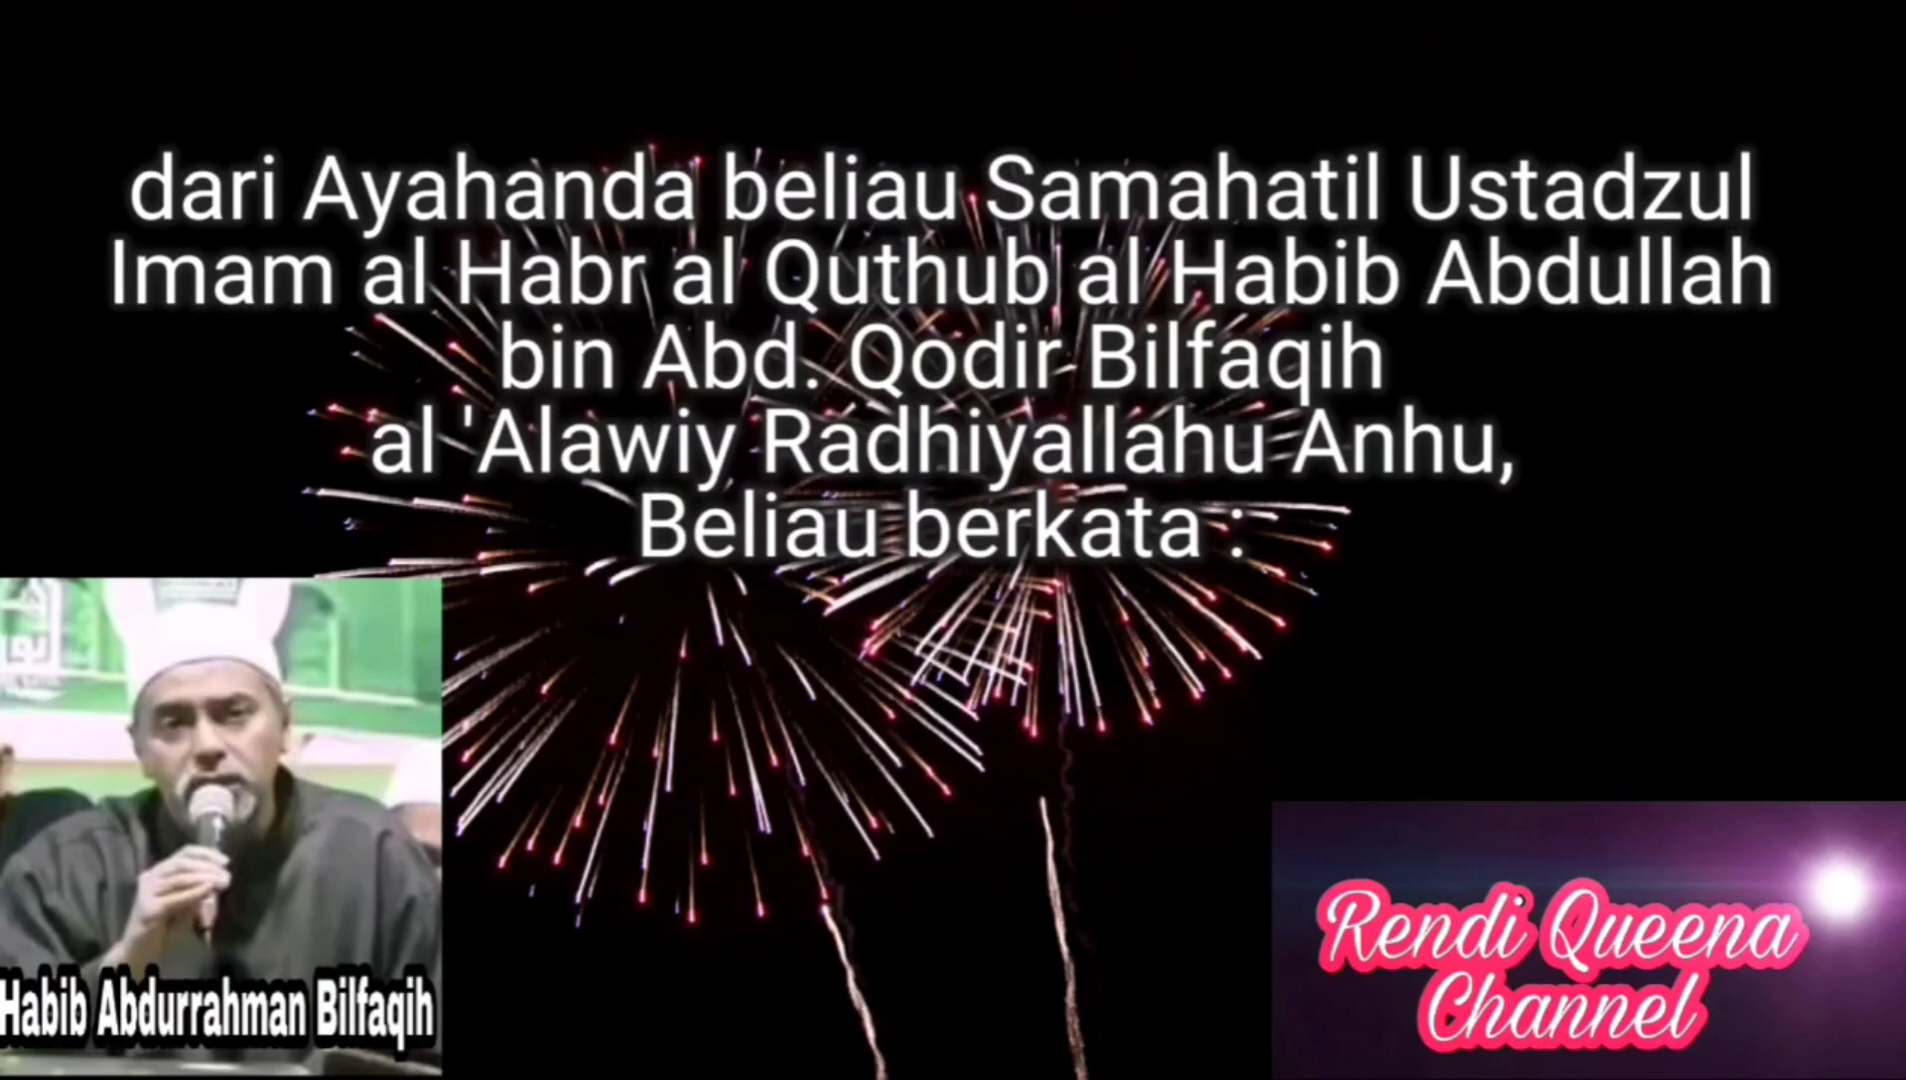 dari Ayahanda beliau Samahatil Ustadzul
Imam al Habr al Quthub al Habib Abdullah
bin Abd. Qodir Bilfaqih
al 'Alawiy Radhiyallahu Anhu,
Beliau berkata :
Habib Abdurrahman Bilfaqih
Rendi Queena
Channel